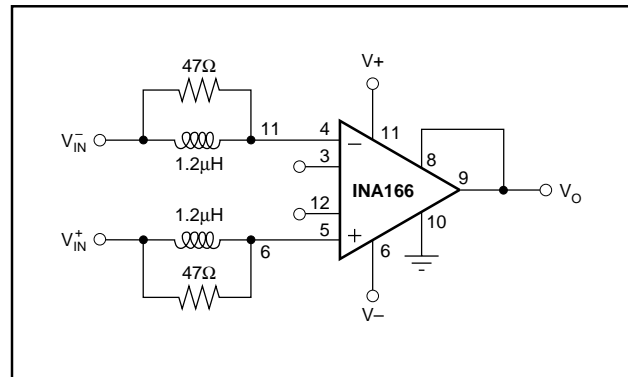 47Ω
V+
V⁻IN
11
4
−
11
8
1.2µH
3
INA166
9
VO
12
1.2µH
10
V⁺IN
5
+
6
6
47Ω
V–